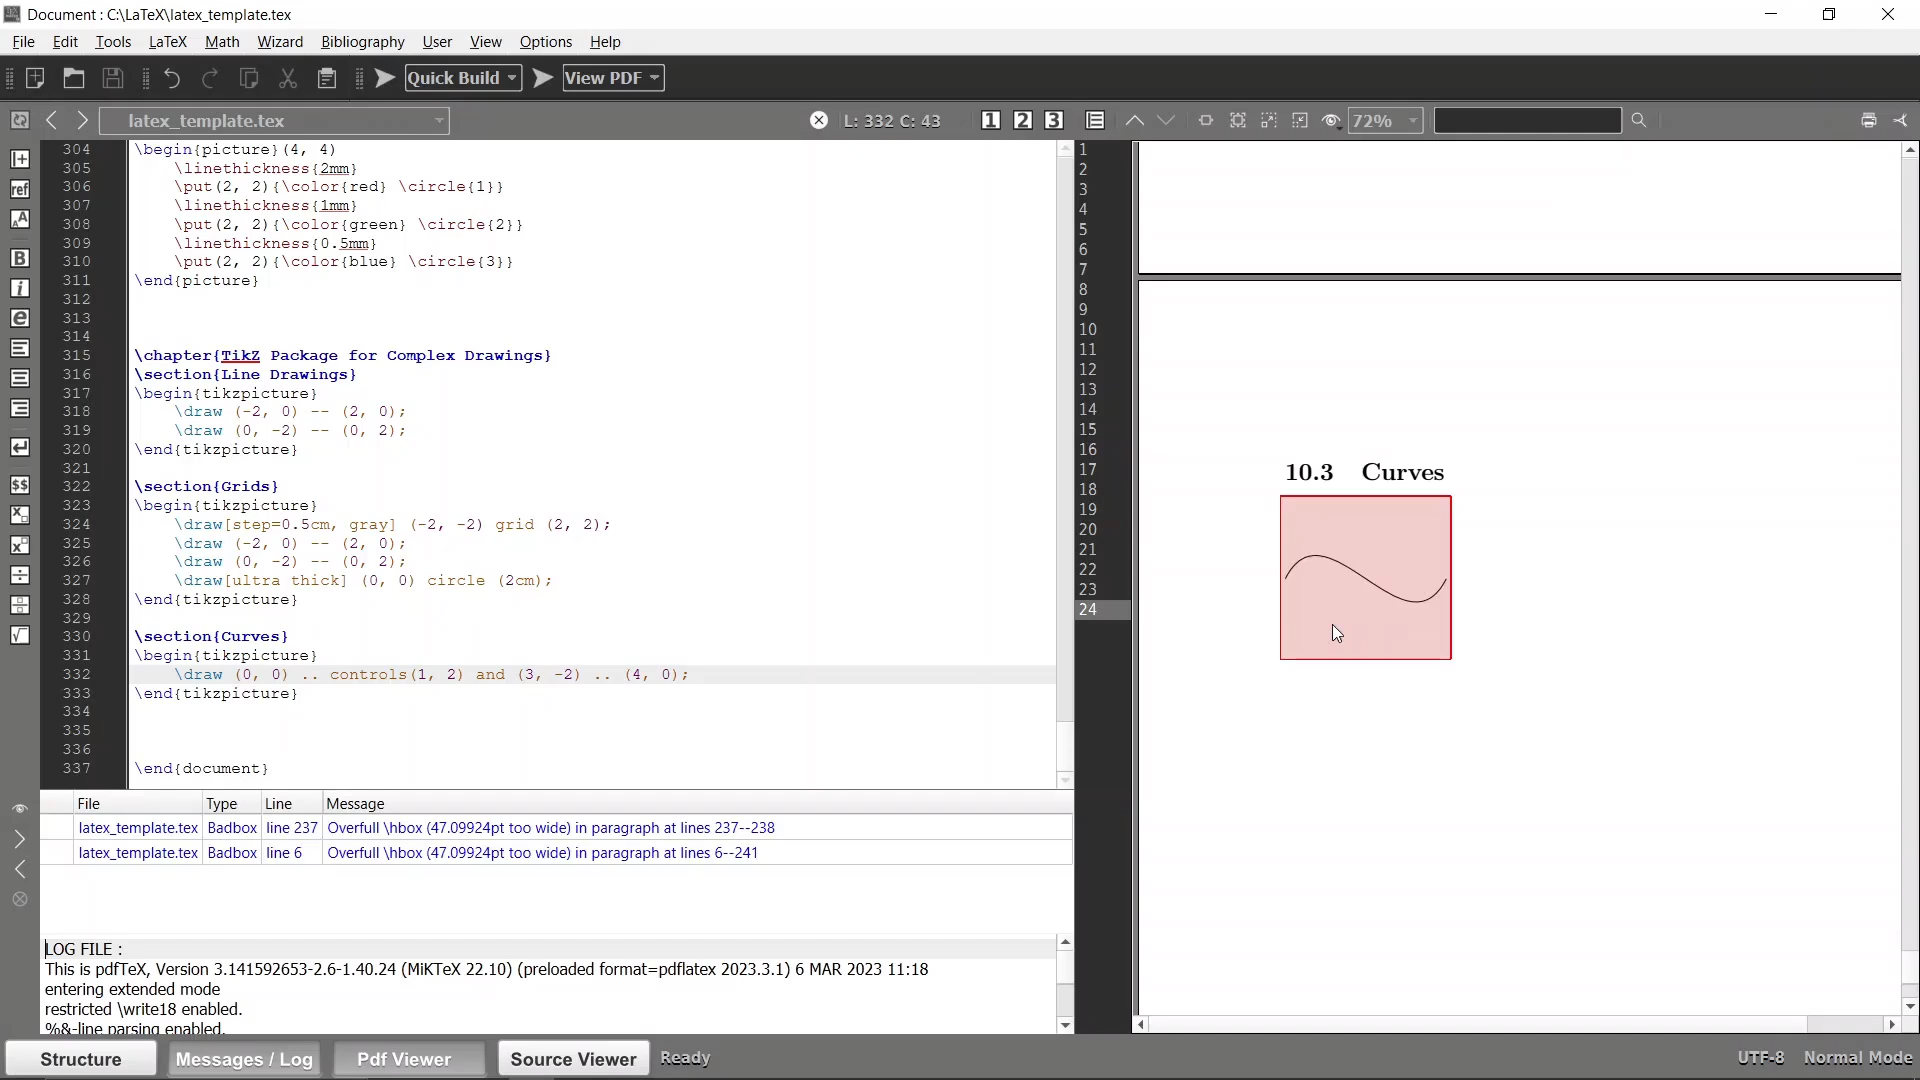 Document : C:\LaTeX\latex_template.tex
File Edit Tools LaTeX Math Wizard Bibliography User View Options Help
Quick Build View PDF
latex_template.tex L: 332 C: 43 1 2 3 72%
304 \begin{picture}(4, 4)
305 \linethickness{2mm}
306 \put(2, 2){\color{red} \circle{1}}
307 \linethickness{1mm}
308 \put(2, 2){\color{green} \circle{2}}
309 \linethickness{0.5mm}
310 \put(2, 2){\color{blue} \circle{3}}
311 \end{picture}
312
313
314
315 \chapter{TikZ Package for Complex Drawings}
316 \section{Line Drawings}
317 \begin{tikzpicture}
318 \draw (-2, 0) -- (2, 0);
319 \draw (0, -2) -- (0, 2);
320 \end{tikzpicture}
321
322 \section{Grids}
323 \begin{tikzpicture}
324 \draw[step=0.5cm, gray] (-2, -2) grid (2, 2);
325 \draw (-2, 0) -- (2, 0);
326 \draw (0, -2) -- (0, 2);
327 \draw[ultra thick] (0, 0) circle (2cm);
328 \end{tikzpicture}
329
330 \section{Curves}
331 \begin{tikzpicture}
332 \draw (0, 0) .. controls(1, 2) and (3, -2) .. (4, 0);
333 \end{tikzpicture}
334
335
336
337 \end{document}
1
2
3
4
5
6
7
8
9
10
11
12
13
14
15
16
17
18
19
20
21
22
23
24
10.3 Curves
File Type Line Message
latex_template.tex Badbox line 237 Overfull \hbox (47.09924pt too wide) in paragraph at lines 237--238
latex_template.tex Badbox line 6 Overfull \hbox (47.09924pt too wide) in paragraph at lines 6--241
LOG FILE :
This is pdfTeX, Version 3.141592653-2.6-1.40.24 (MiKTeX 22.10) (preloaded format=pdflatex 2023.3.1) 6 MAR 2023 11:18
entering extended mode
restricted \write18 enabled.
%&-line parsing enabled.
Structure Messages / Log Pdf Viewer Source Viewer Ready UTF-8 Normal Mode
ref
A
B
i
e
$$